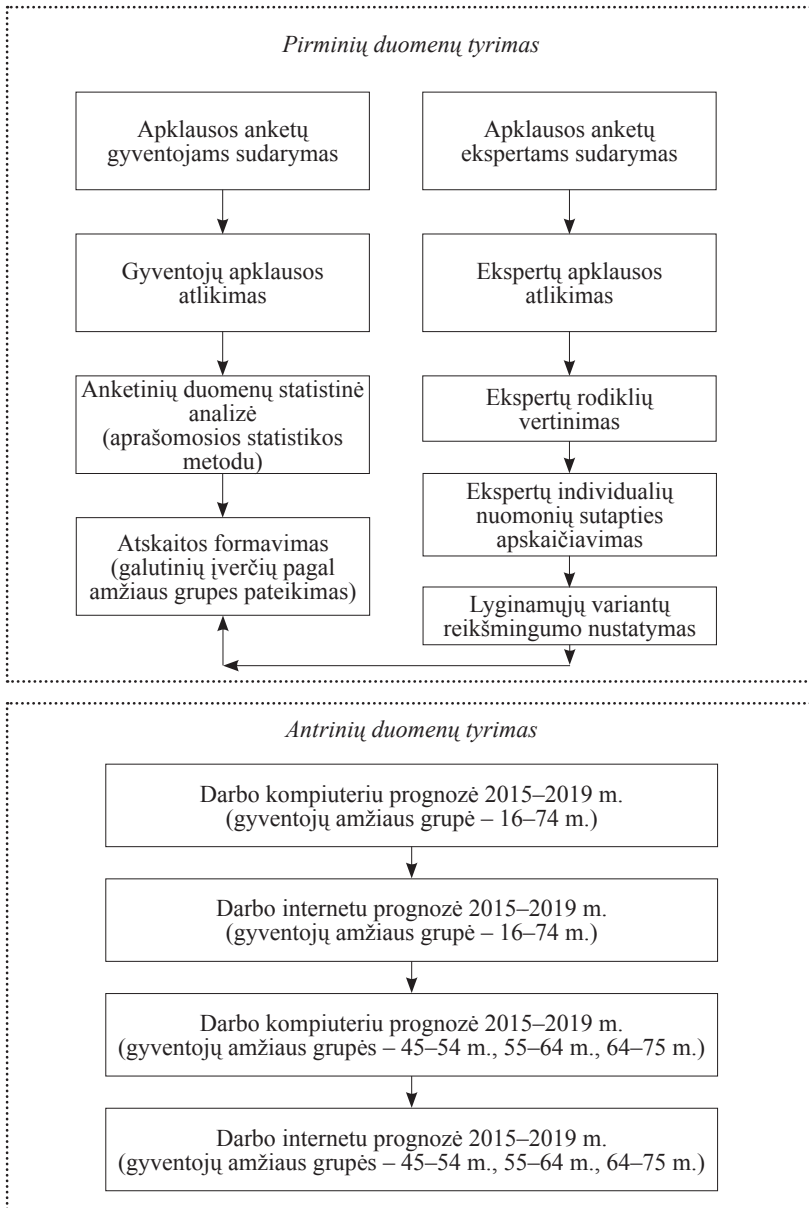 Pirminių duomenų tyrimas
Apklausos anketų
gyventojams sudarymas
Gyventojų apklausos
atlikimas
Anketinių duomenų statistinė
analizė
(aprašomosios statistikos
metodu)
Atskaitos formavimas
(galutinių įverčių pagal
amžiaus grupes pateikimas)
Apklausos anketų
ekspertams sudarymas
Ekspertų apklausos
atlikimas
Ekspertų rodiklių
vertinimas
Ekspertų individualių
nuomonių sutapties
apskaičiavimas
Lyginamųjų variantų
reikšmingumo nustatymas
Antrinių duomenų tyrimas
Darbo kompiuteriu prognozė 2015–2019 m.
(gyventojų amžiaus grupė – 16–74 m.)
Darbo internetu prognozė 2015–2019 m.
(gyventojų amžiaus grupė – 16–74 m.)
Darbo kompiuteriu prognozė 2015–2019 m.
(gyventojų amžiaus grupės – 45–54 m., 55–64 m., 64–75 m.)
Darbo internetu prognozė 2015–2019 m.
(gyventojų amžiaus grupės – 45–54 m., 55–64 m., 64–75 m.)